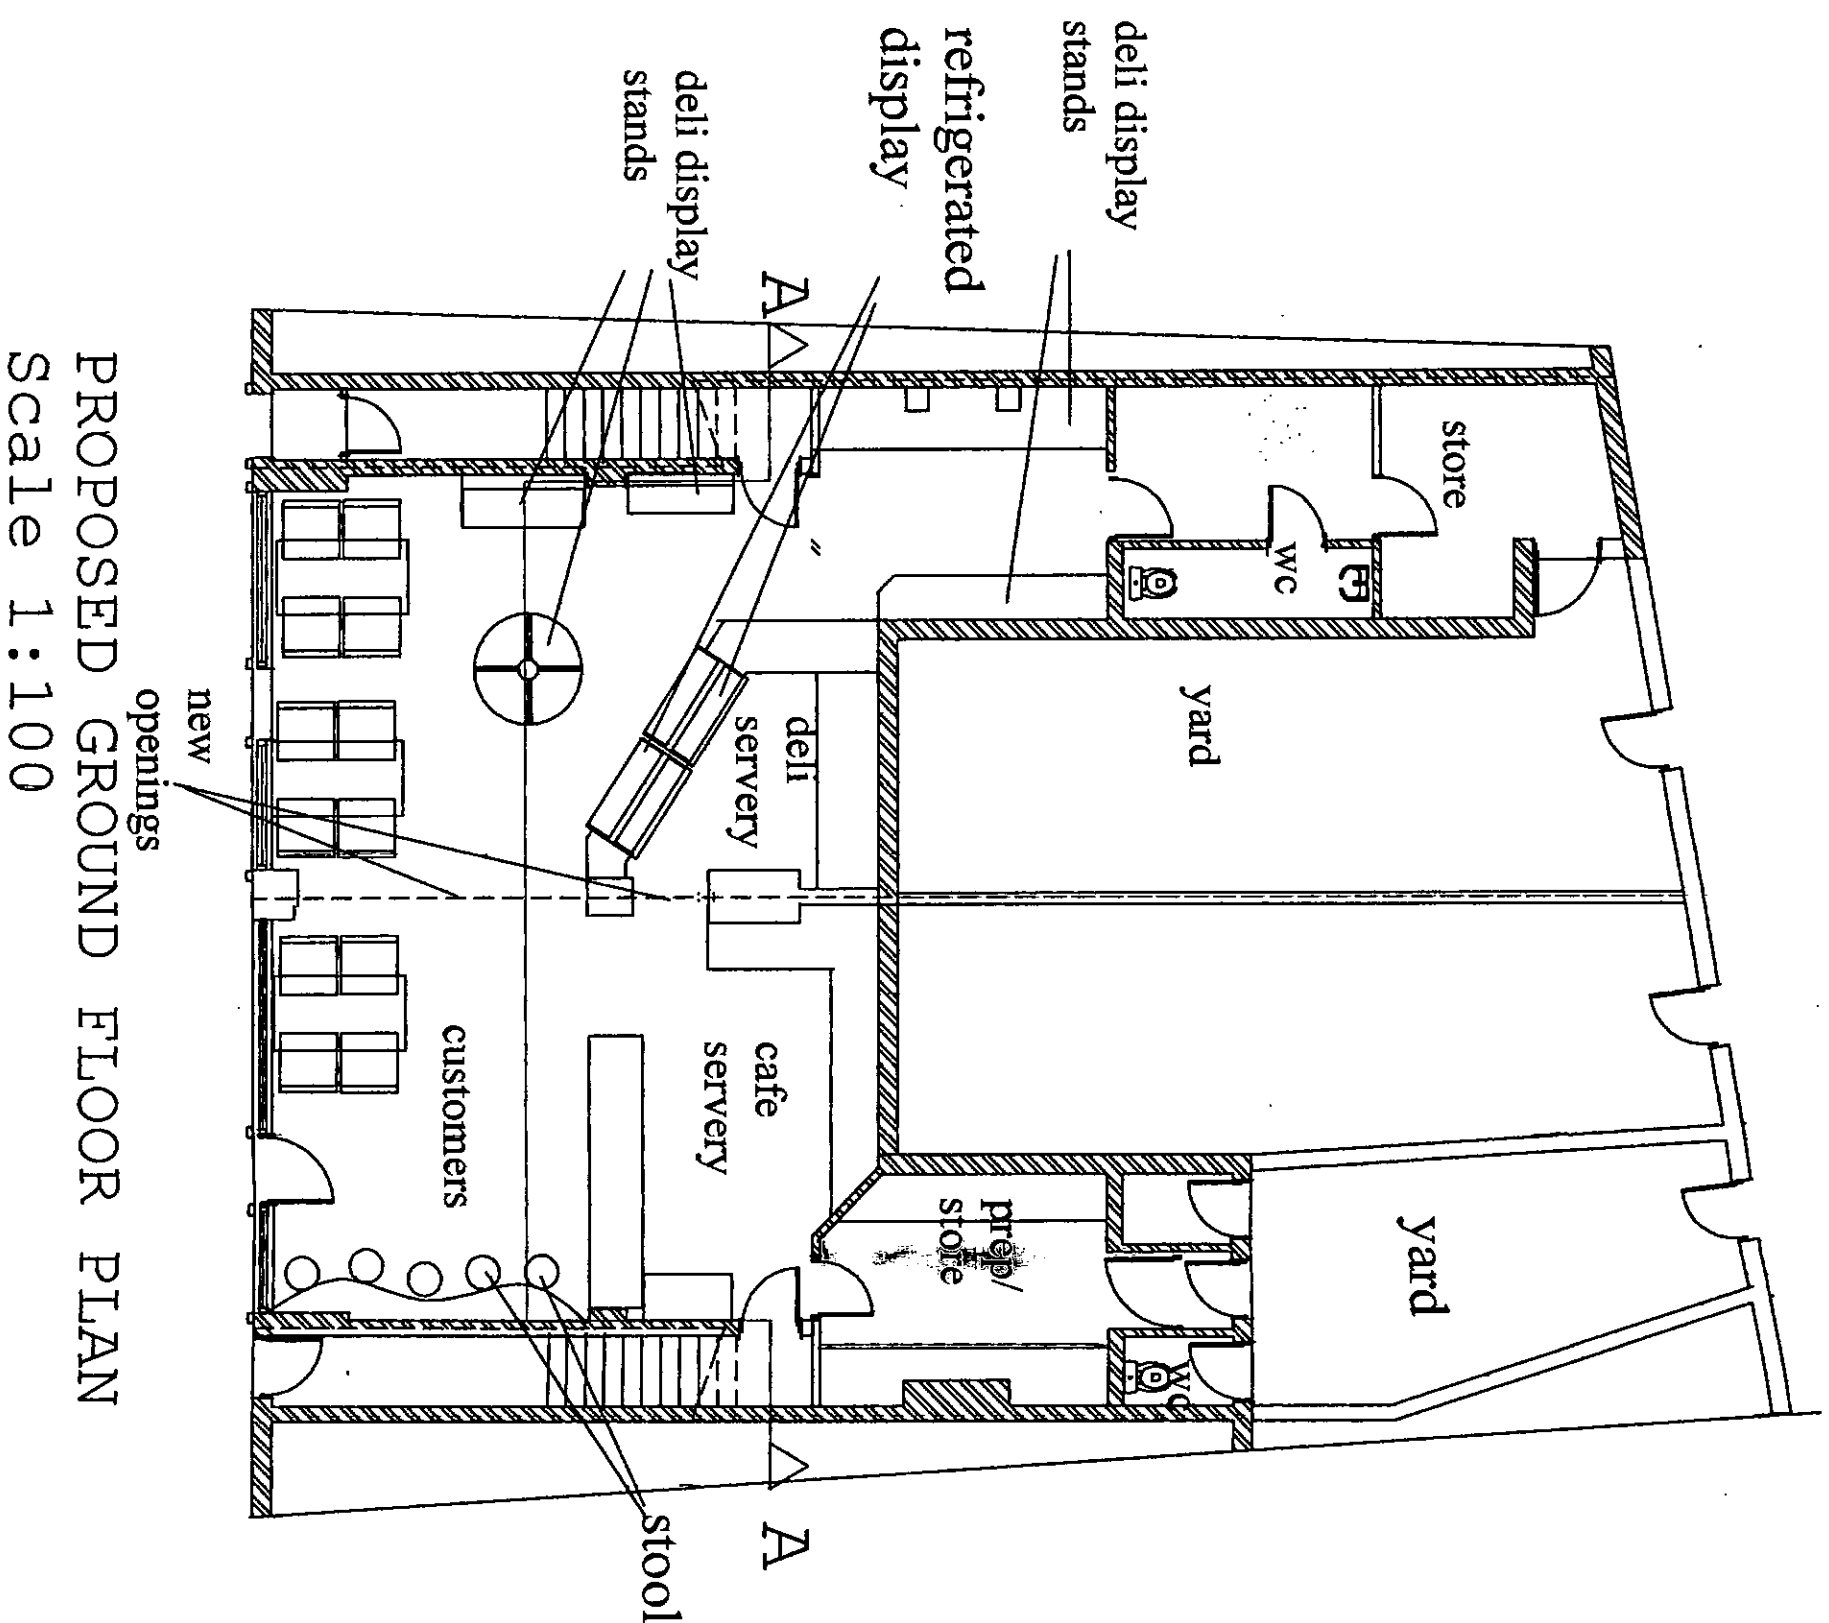 deli display
stands
refrigerated
display
deli display
stands
A
store
wc
yard
deli
servery
new
openings
customers
cafe
servery
prep/
store
yard
wc
stool
A
PROPOSED GROUND FLOOR PLAN
Scale 1:100